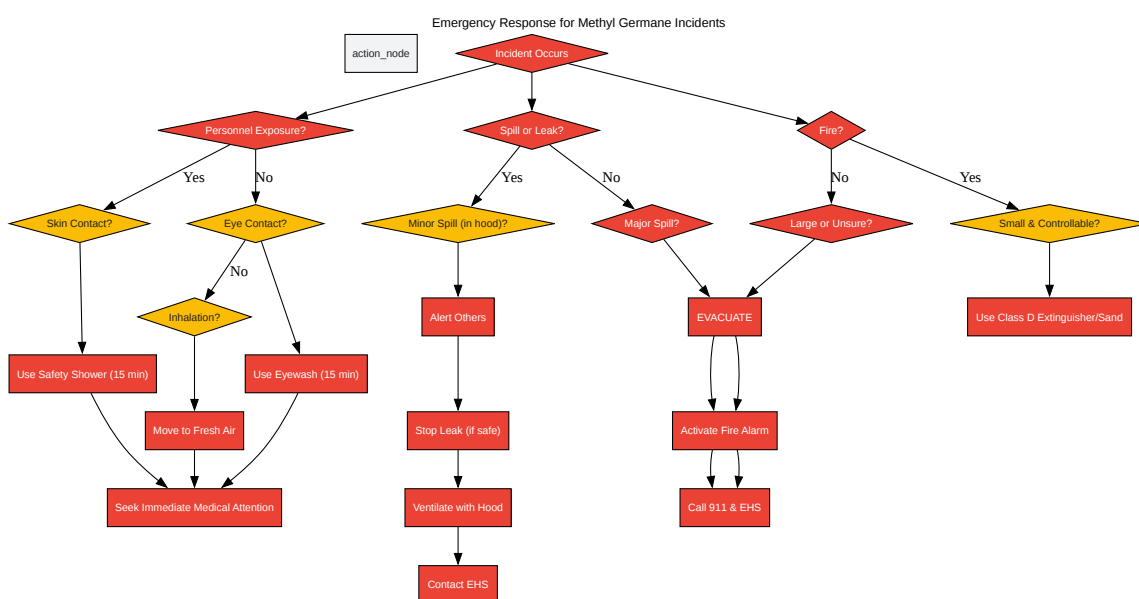 Emergency Response for Methyl Germane Incidents
action_node
Incident Occurs
Personnel Exposure?
Spill or Leak?
Fire?
Yes
No
Yes
No
No
Yes
Skin Contact?
Eye Contact?
Minor Spill (in hood)?
Major Spill?
Large or Unsure?
Small & Controllable?
No
Inhalation?
Alert Others
EVACUATE
Use Class D Extinguisher/Sand
Use Safety Shower (15 min)
Use Eyewash (15 min)
Move to Fresh Air
Stop Leak (if safe)
Activate Fire Alarm
Seek Immediate Medical Attention
Ventilate with Hood
Call 911 & EHS
Contact EHS